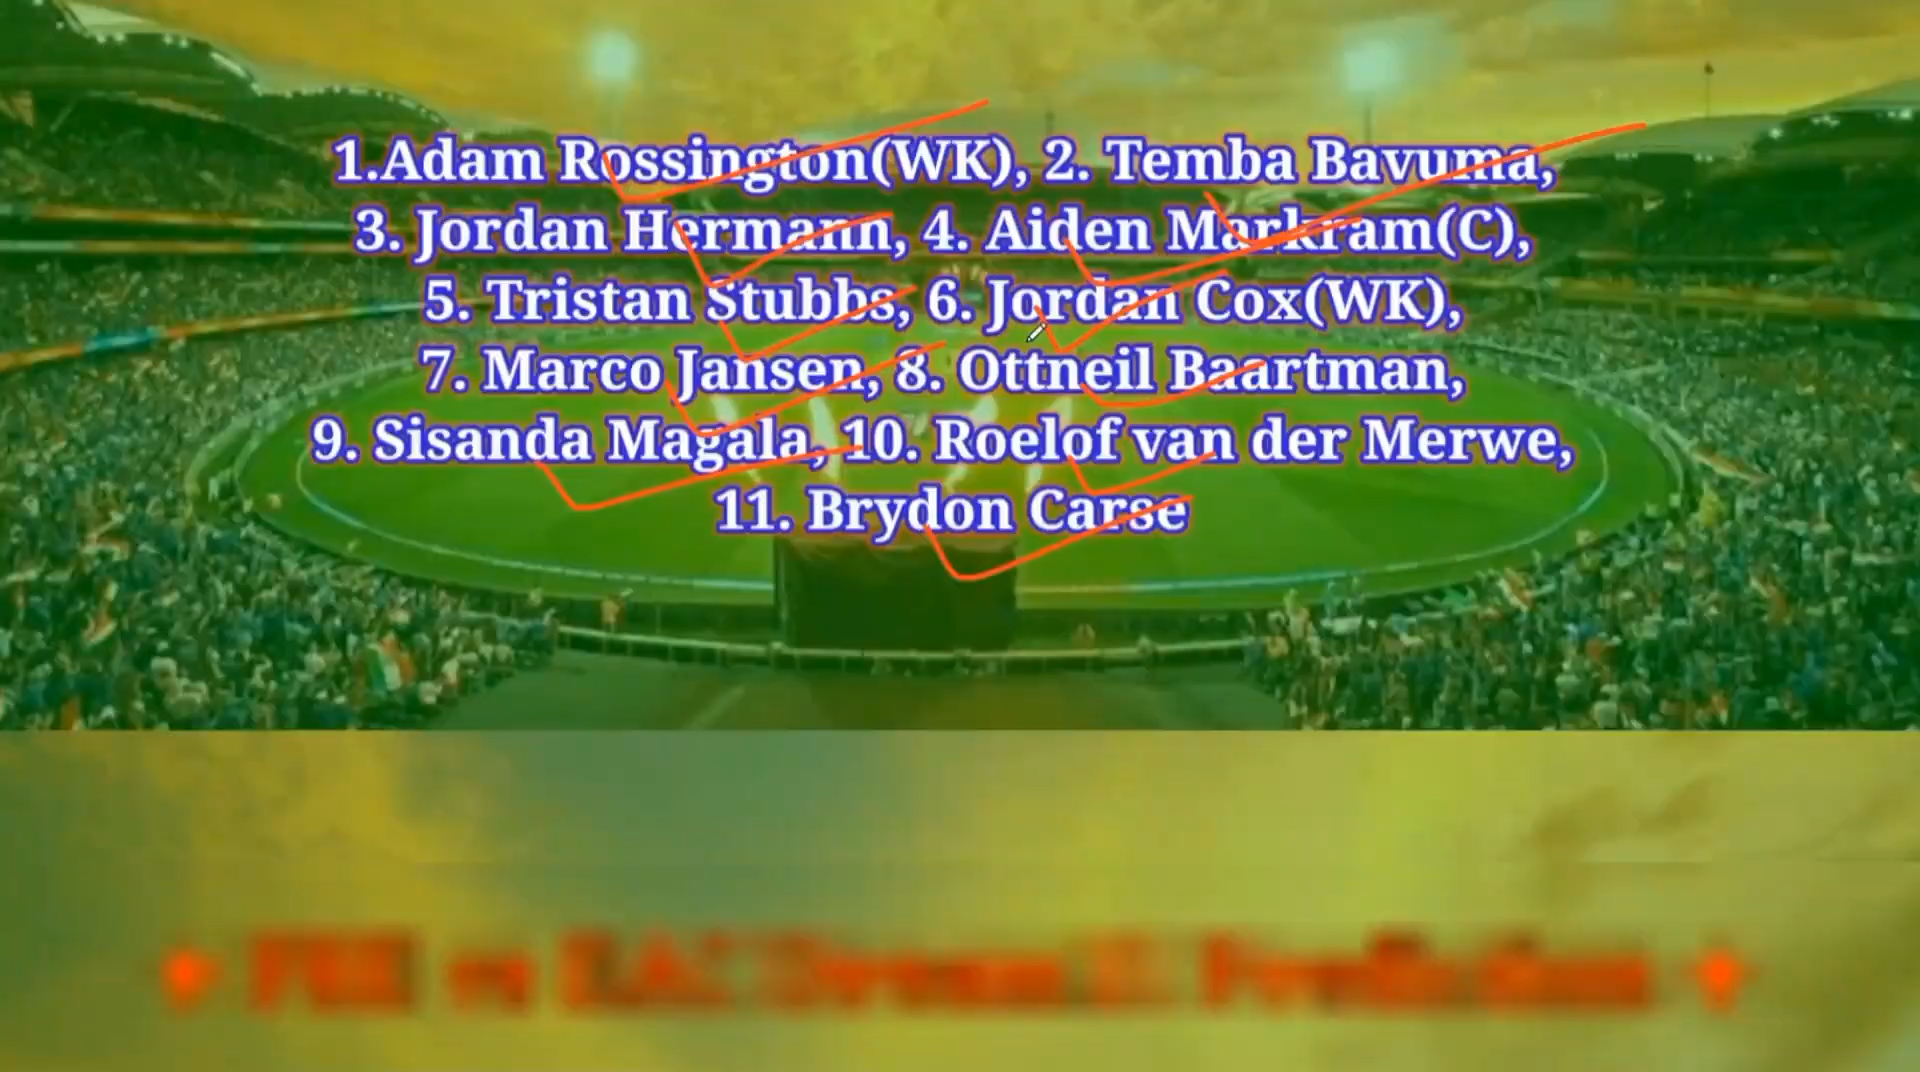 1.Adam Rossington(WK), 2. Temba Bavuma,
3. Jordan Hermann, 4. Aiden Markram(C),
5. Tristan Stubbs, 6. Jordan Cox(WK),
7. Marco Jansen, 8. Ottneil Baartman,
9. Sisanda Magala, 10. Roelof van der Merwe,
11. Brydon Carse